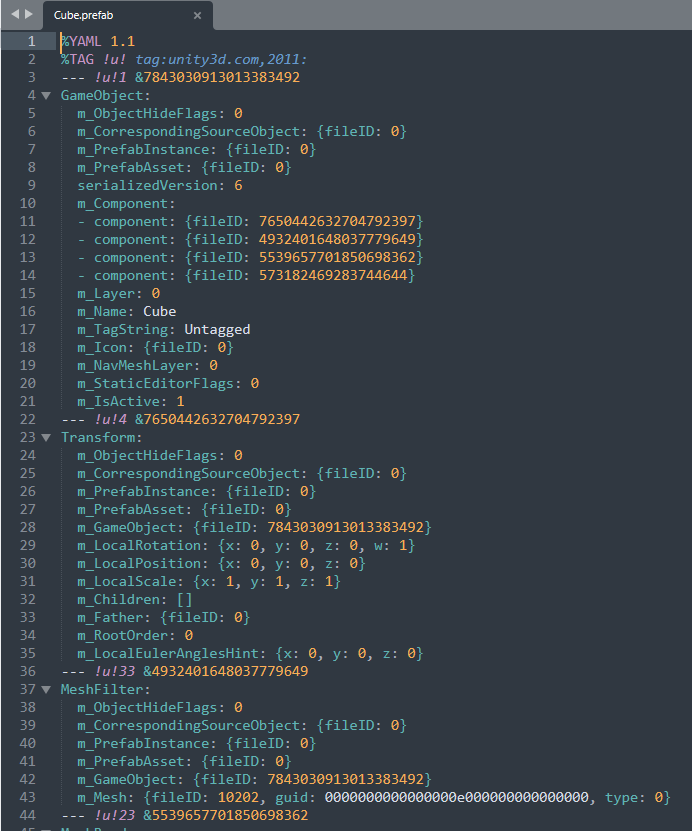 Cube.prefab
1 %YAML 1.1
2 %TAG !u! tag:unity3d.com,2011:
3 --- !u!1 &7843030913013383492
4 GameObject:
5 m_ObjectHideFlags: 0
6 m_CorrespondingSourceObject: {fileID: 0}
7 m_PrefabInstance: {fileID: 0}
8 m_PrefabAsset: {fileID: 0}
9 serializedVersion: 6
10 m_Component:
11 - component: {fileID: 7650442632704792397}
12 - component: {fileID: 4932401648037779649}
13 - component: {fileID: 5539657701850698362}
14 - component: {fileID: 573182469283744644}
15 m_Layer: 0
16 m_Name: Cube
17 m_TagString: Untagged
18 m_Icon: {fileID: 0}
19 m_NavMeshLayer: 0
20 m_StaticEditorFlags: 0
21 m_IsActive: 1
22 --- !u!4 &7650442632704792397
23 Transform:
24 m_ObjectHideFlags: 0
25 m_CorrespondingSourceObject: {fileID: 0}
26 m_PrefabInstance: {fileID: 0}
27 m_PrefabAsset: {fileID: 0}
28 m_GameObject: {fileID: 7843030913013383492}
29 m_LocalRotation: {x: 0, y: 0, z: 0, w: 1}
30 m_LocalPosition: {x: 0, y: 0, z: 0}
31 m_LocalScale: {x: 1, y: 1, z: 1}
32 m_Children: []
33 m_Father: {fileID: 0}
34 m_RootOrder: 0
35 m_LocalEulerAnglesHint: {x: 0, y: 0, z: 0}
36 --- !u!33 &4932401648037779649
37 MeshFilter:
38 m_ObjectHideFlags: 0
39 m_CorrespondingSourceObject: {fileID: 0}
40 m_PrefabInstance: {fileID: 0}
41 m_PrefabAsset: {fileID: 0}
42 m_GameObject: {fileID: 7843030913013383492}
43 m_Mesh: {fileID: 10202, guid: 0000000000000000e000000000000000, type: 0}
44 --- !u!23 &5539657701850698362